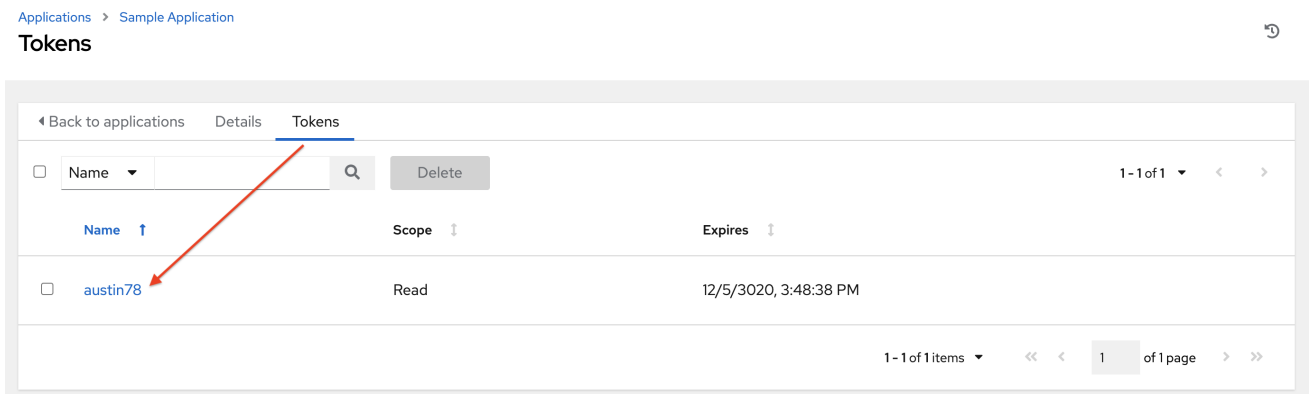 Applications > Sample Application
Tokens
Back to applications Details Tokens
Name Delete 1 - 1 of 1
Name Scope Expires
austin78 Read 12/5/3020, 3:48:38 PM
1 - 1 of 1 items 1 of 1 page